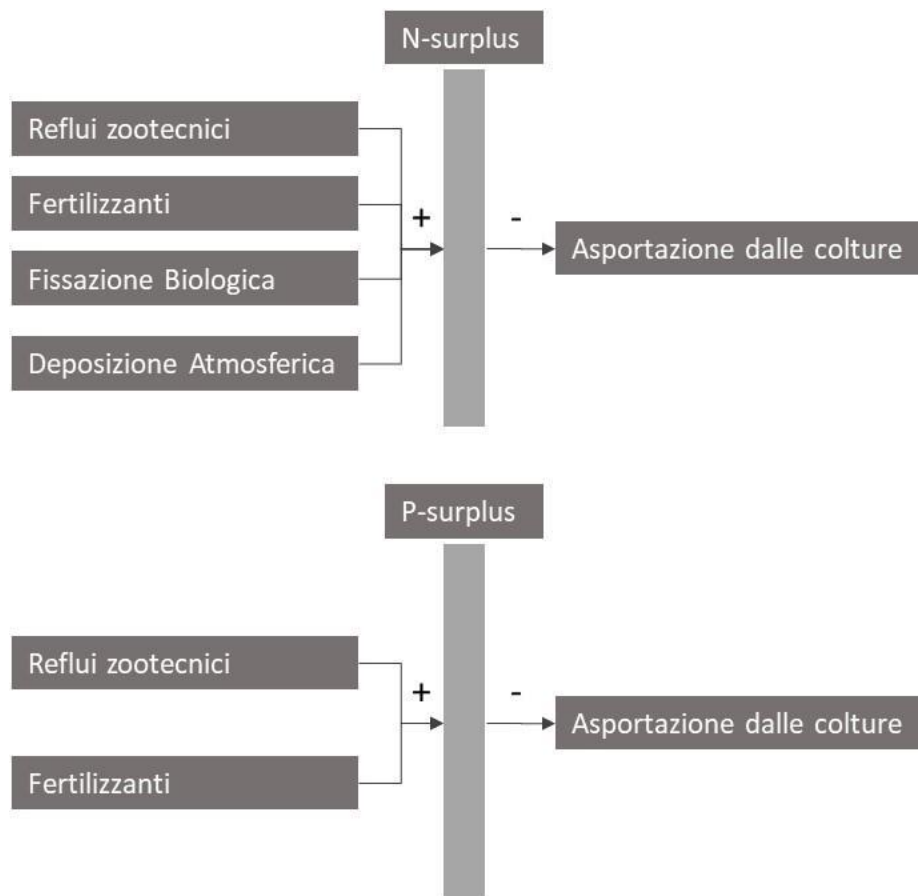 N-surplus
Reflui zootecnici
Fertilizzanti
Fissazione Biologica
Deposizione Atmosferica
+
-
Asportazione dalle colture
P-surplus
Reflui zootecnici
Fertilizzanti
+
-
Asportazione dalle colture